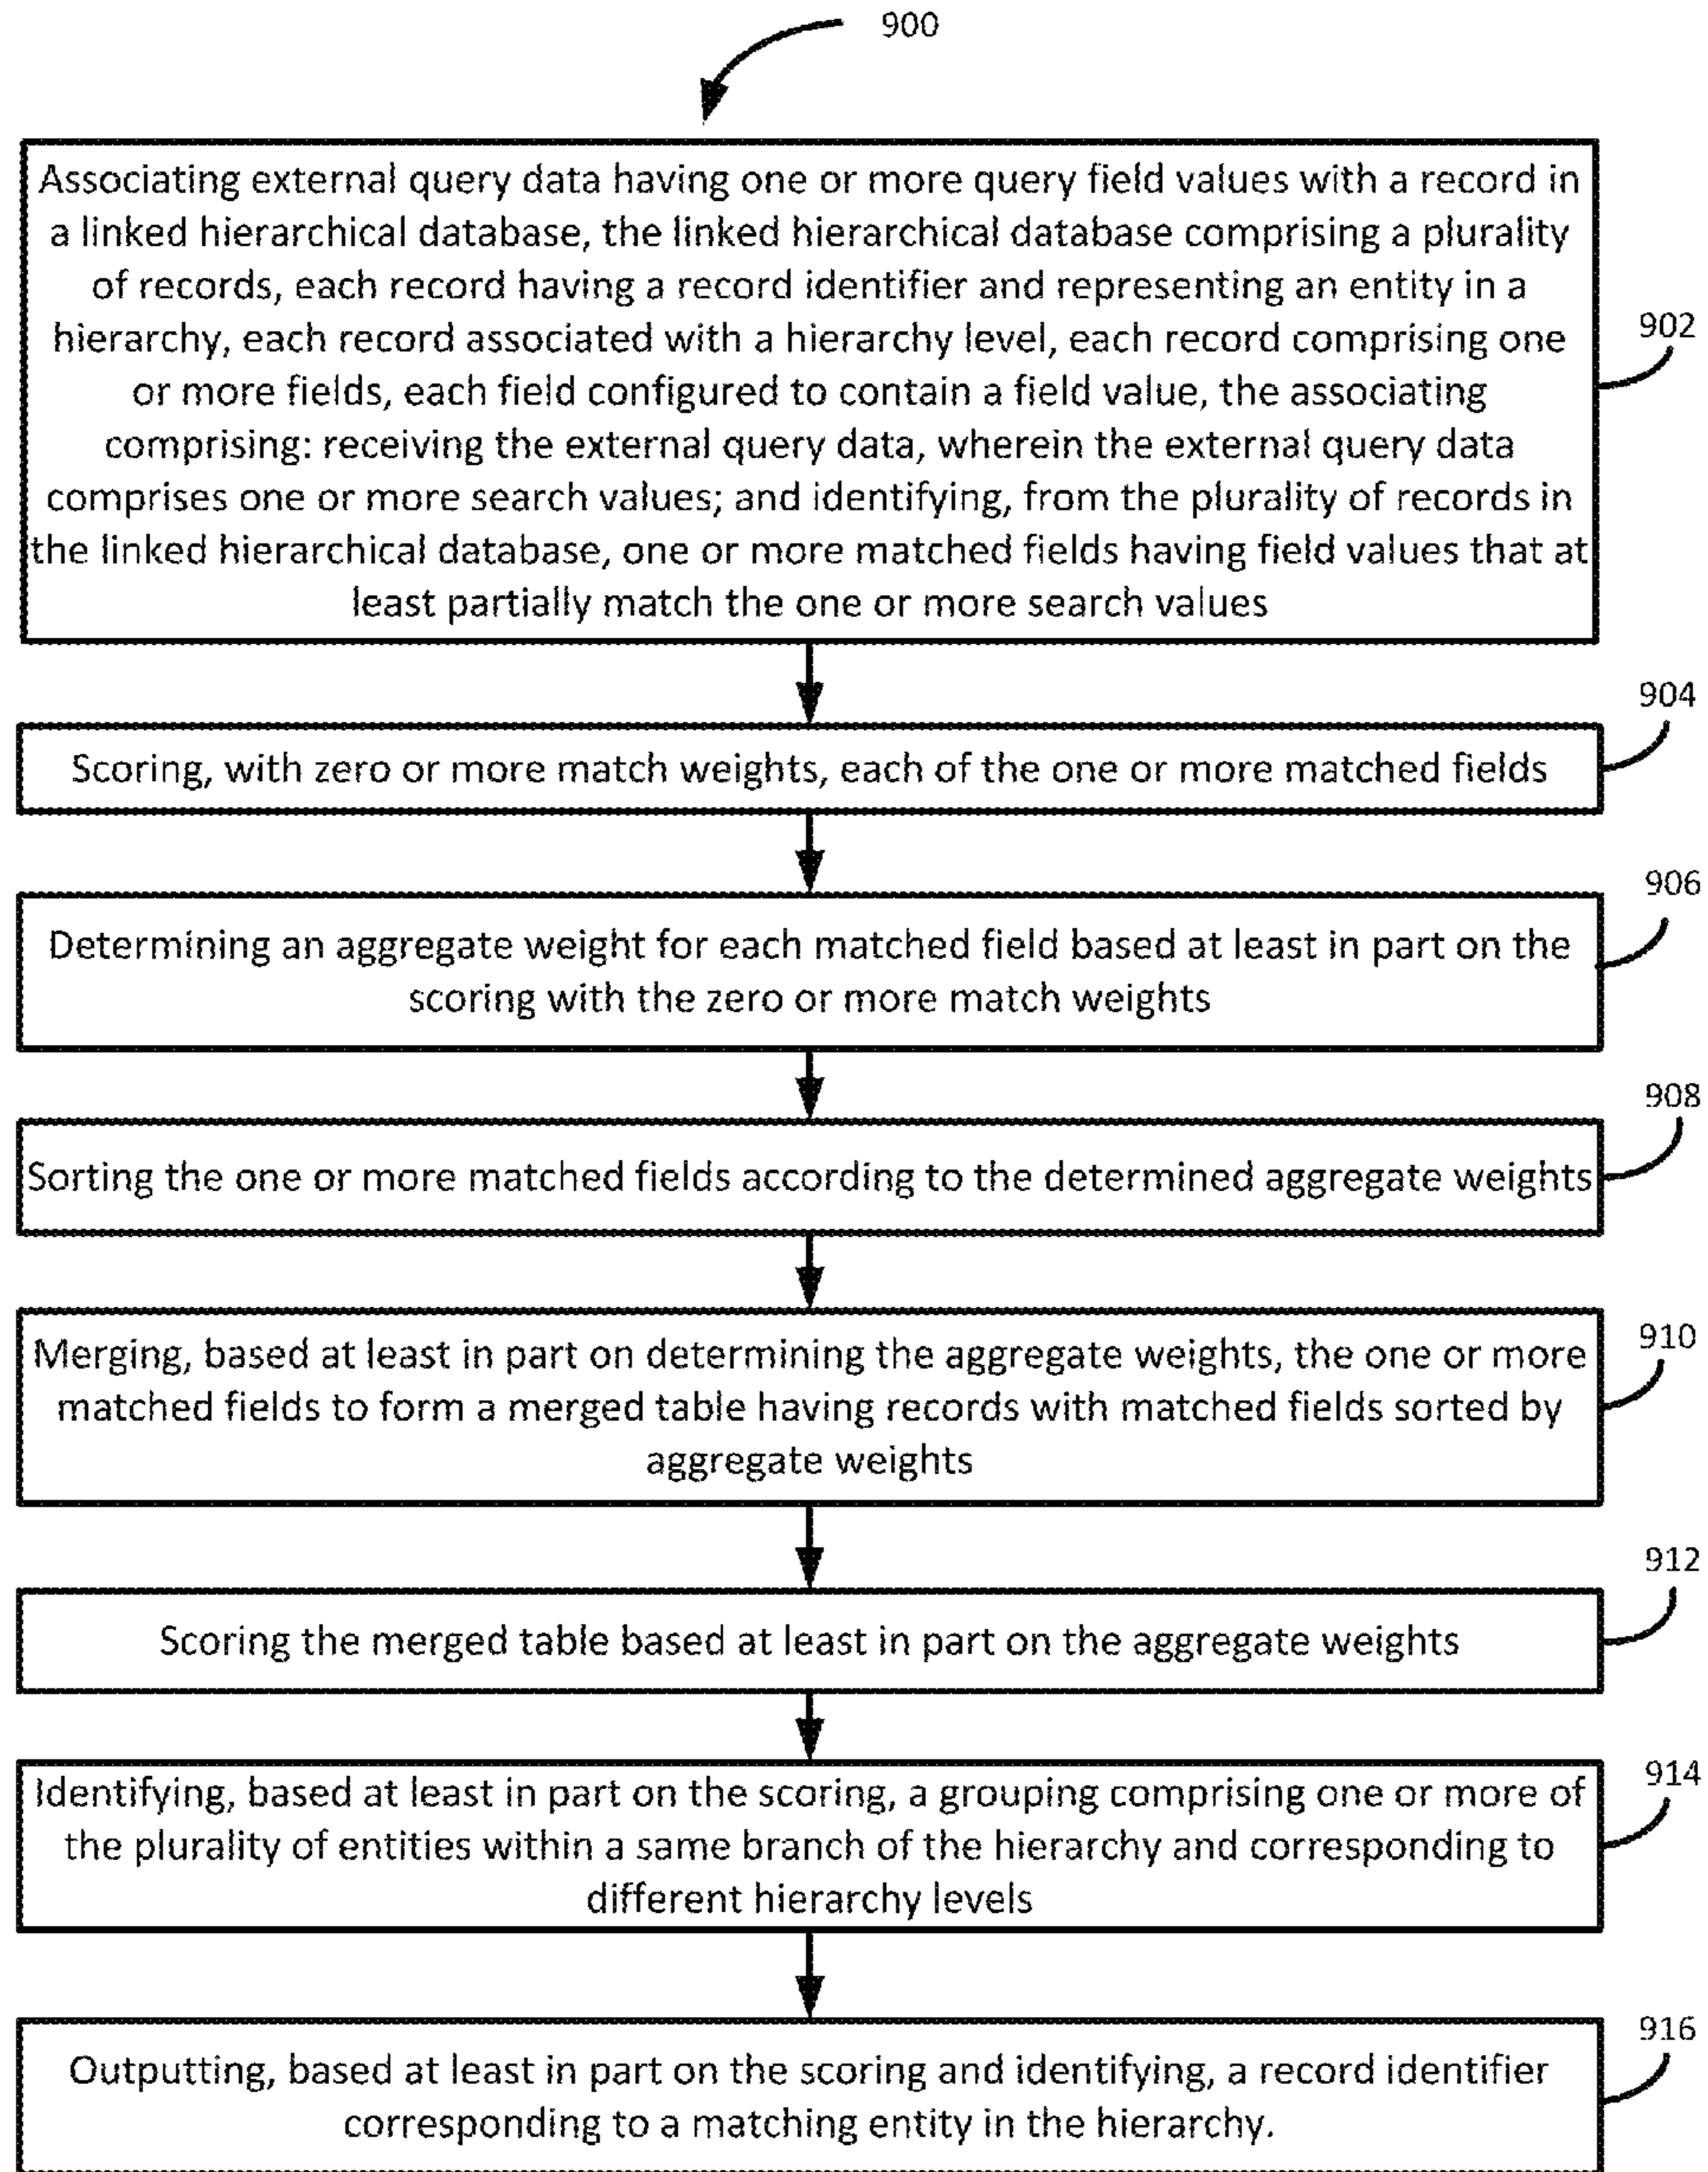 900
Associating external query data having one or more query field values with a record in
a linked hierarchical database, the linked hierarchical database comprising a plurality
of records, each record having a record identifier and representing an entity in a
hierarchy, each record associated with a hierarchy level, each record comprising one
or more fields, each field configured to contain a field value, the associating
comprising: receiving the external query data, wherein the external query data
comprises one or more search values; and identifying, from the plurality of records in
the linked hierarchical database, one or more matched fields having field values that at
least partially match the one or more search values
902
904
Scoring, with zero or more match weights, each of the one or more matched fields
906
Determining an aggregate weight for each matched field based at least in part on the
scoring with the zero or more match weights
908
Sorting the one or more matched fields according to the determined aggregate weights
910
Merging, based at least in part on determining the aggregate weights, the one or more
matched fields to form a merged table having records with matched fields sorted by
aggregate weights
912
Scoring the merged table based at least in part on the aggregate weights
914
Identifying, based at least in part on the scoring, a grouping comprising one or more of
the plurality of entities within a same branch of the hierarchy and corresponding to
different hierarchy levels
916
Outputting, based at least in part on the scoring and identifying, a record identifier
corresponding to a matching entity in the hierarchy.